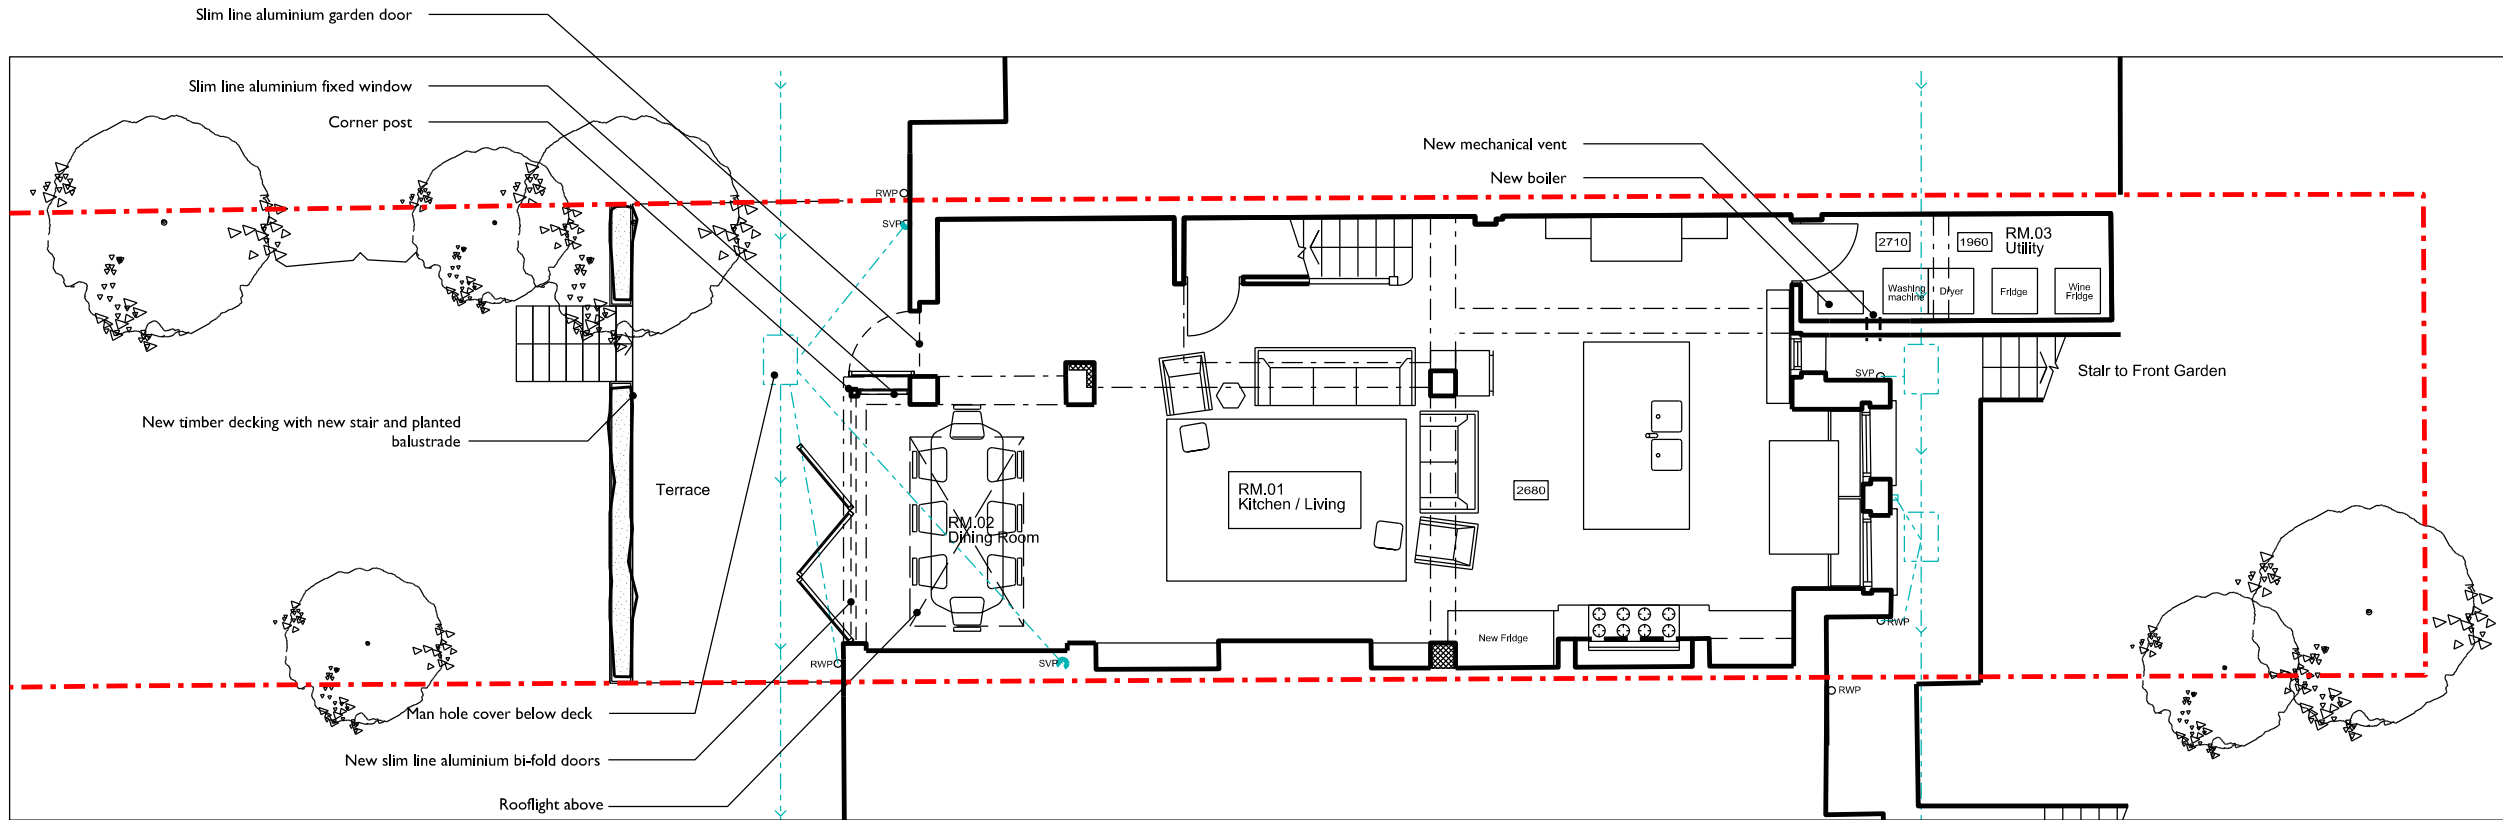 Slim line aluminium garden door
Slim line aluminium fixed window
Corner post
New mechanical vent
New boiler
RWP
SVP
2710
1960
RM.03
Utility
Washing
machine
Dryer
Fridge
Wine
Fridge
SVP
Stair to Front Garden
New timber decking with new stair and planted
balustrade
Terrace
RM.01
Kitchen / Living
2680
RM.02
Dining Room
New Fridge
RWP
RWP
SVP
RWP
Man hole cover below deck
New slim line aluminium bi-fold doors
Rooflight above